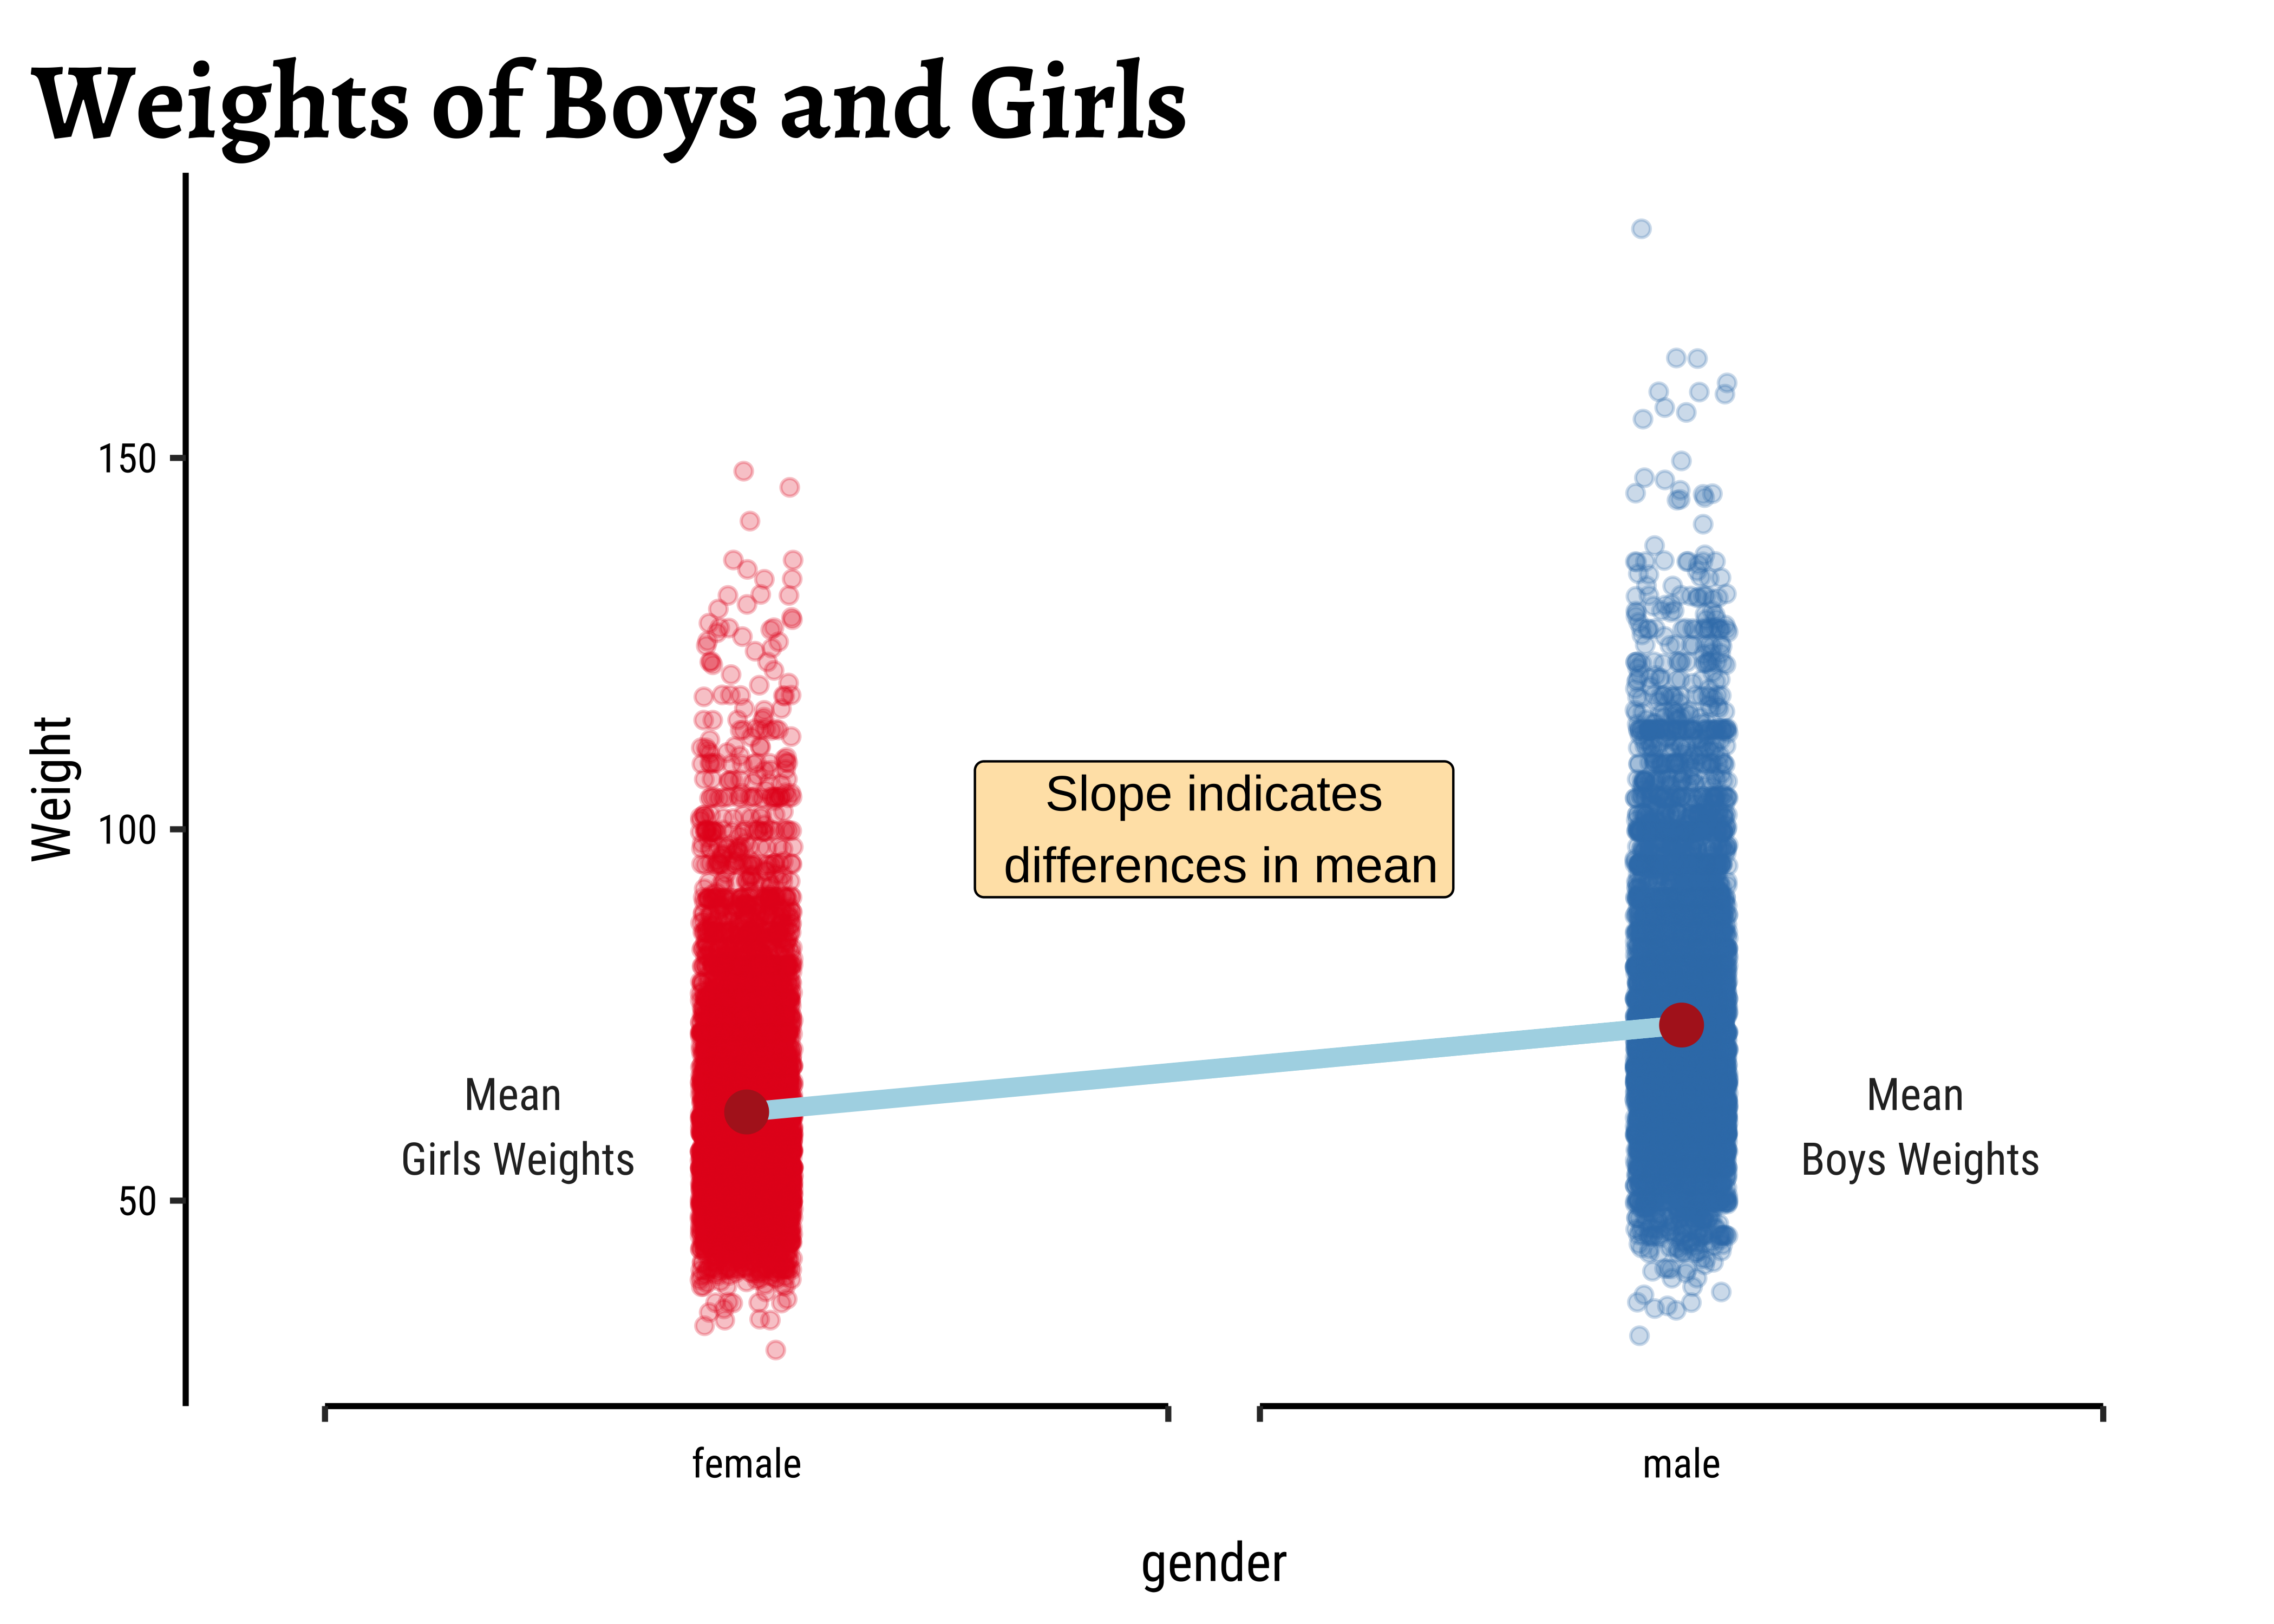 Weights of Boys and Girls
Weight
150
100
50
Slope indicates
differences in mean
Mean
Girls Weights
Mean
Boys Weights
female
male
gender